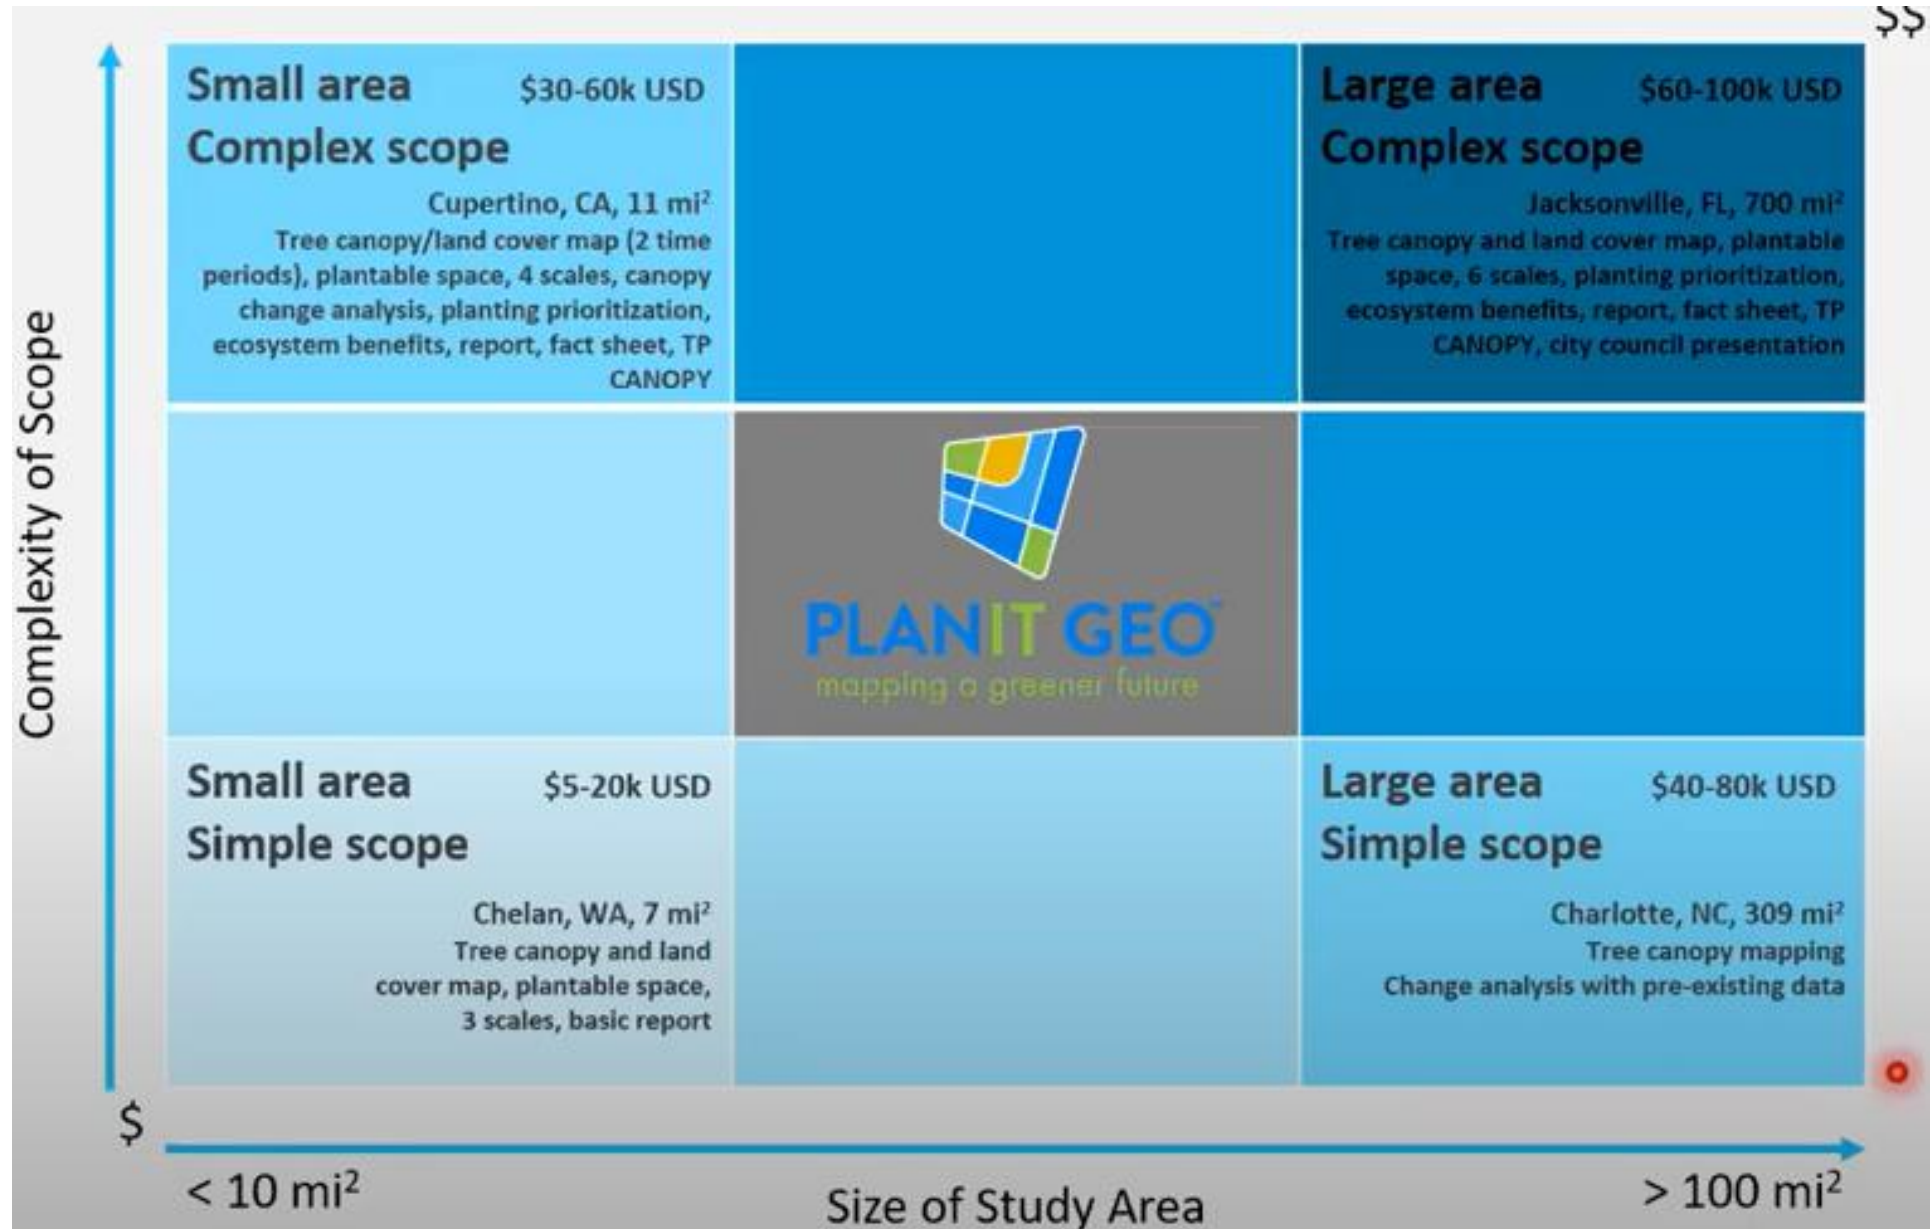 $$
Small area $30-60k USD
Complex scope
Cupertino, CA, 11 mi²
Tree canopy/land cover map (2 time
periods), plantable space, 4 scales, canopy
change analysis, planting prioritization,
ecosystem benefits, report, fact sheet, TP
CANOPY
Large area $60-100k USD
Complex scope
Jacksonville, FL, 700 mi²
Tree canopy and land cover map, plantable
space, 6 scales, planting prioritization,
ecosystem benefits, report, fact sheet, TP
CANOPY, city council presentation
Complexity of Scope
PLANIT GEO™
mapping a greener future
Small area $5-20k USD
Simple scope
Chelan, WA, 7 mi²
Tree canopy and land
cover map, plantable space,
3 scales, basic report
Large area $40-80k USD
Simple scope
Charlotte, NC, 309 mi²
Tree canopy mapping
Change analysis with pre-existing data
$
< 10 mi²
Size of Study Area
> 100 mi²